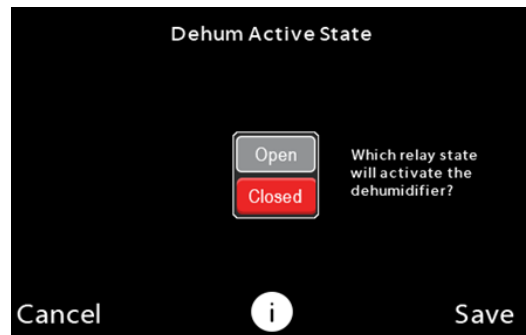 Dehum Active State
Open
Closed
Which relay state
will activate the
dehumidifier?
Cancel
i
Save